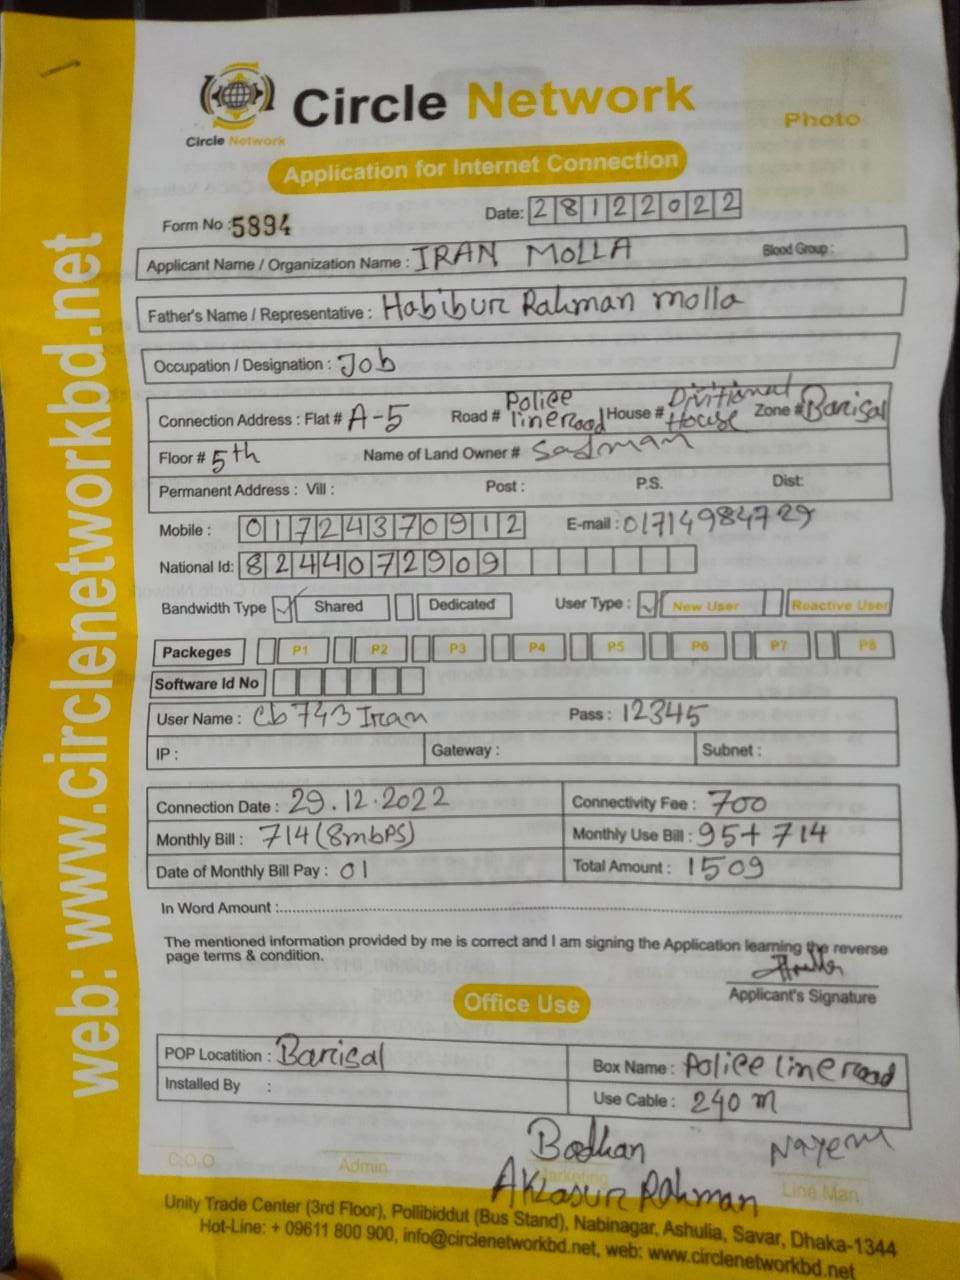 Circle Network
Circle Network
Photo
Application for Internet Connection
Form No : 5894
Date: 28122022
Applicant Name / Organization Name : IRAN MOLLA Blood Group :
Father's Name / Representative : Habibur Rahman molla
Occupation / Designation : Job
Connection Address : Flat # A-5 Road # Police line road House # Divitional House Zone # Barisal
Floor # 5th Name of Land Owner # Sadman
Permanent Address : Vill : Post : P.S. Dist:
Mobile : 01724370912 E-mail : 01714984729
National Id: 8244072909
Bandwidth Type Shared Dedicated User Type : New User Reactive User
Packeges P1 P2 P3 P4 P5 P6 P7 P8
Software Id No
User Name : cb743Iran Pass : 12345
IP : Gateway : Subnet :
Connection Date : 29.12.2022 Connectivity Fee : 700
Monthly Bill : 714 (8mbPS) Monthly Use Bill : 95+ 714
Date of Monthly Bill Pay : 01 Total Amount : 1509
In Word Amount :
The mentioned information provided by me is correct and I am signing the Application learning the reverse
page terms & condition.
Applicant's Signature
Office Use
POP Locatition : Barisal Box Name : Police line road
Installed By : Use Cable : 240 m
Nayem
C.O.O Admin Marketing Line Man
Rahman
Unity Trade Center (3rd Floor), Pollibiddut (Bus Stand), Nabinagar, Ashulia, Savar, Dhaka-1344
Hot-Line: + 09611 800 900, info@circlenetworkbd.net, web: www.circlenetworkbd.net
web: www.circlenetworkbd.net